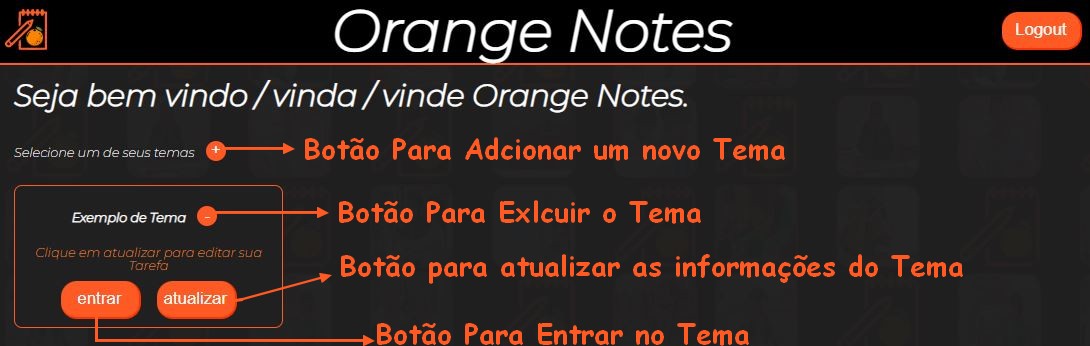 Orange Notes
Logout
Seja bem vindo / vinda / vinde Orange Notes.
Selecione um de seus temas + Botão Para Adcionar um novo Tema
Exemplo de Tema - Botão Para Exlcuir o Tema
Clique em atualizar para editar sua
Tarefa
Botão para atualizar as informações do Tema
entrar atualizar
Botão Para Entrar no Tema